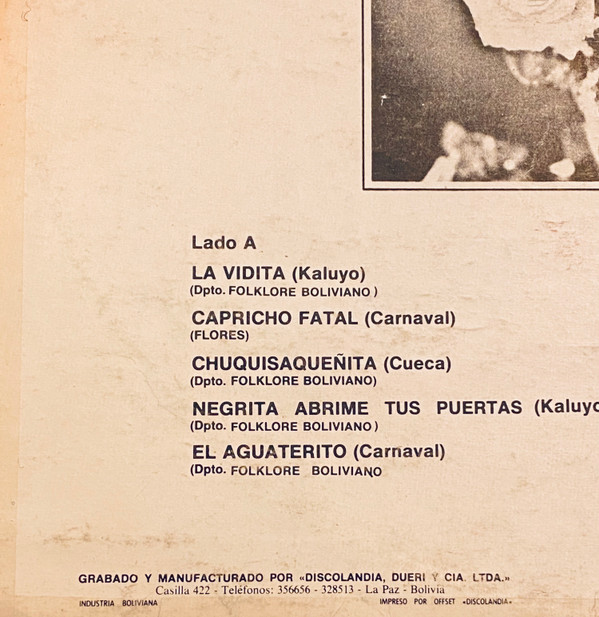 Lado A
LA VIDITA (Kaluyo)
(Dpto. FOLKLORE BOLIVIANO )
CAPRICHO FATAL (Carnaval)
(FLORES)
CHUQUISAQUEÑITA (Cueca)
(Dpto. FOLKLORE BOLIVIANO)
NEGRITA ABRIME TUS PUERTAS (Kaluyo
(Dpto. FOLKLORE BOLIVIANO )
EL AGUATERITO (Carnaval)
(Dpto. FOLKLORE BOLIVIANO
GRABADO Y MANUFACTURADO POR «DISCOLANDIA, DUERI Y CIA. LTDA.»
Casilla 422 - Teléfonos: 356656 - 328513 - La Paz - Bolivia
INDUSTRIA BOLIVIANA IMPRESO POR OFFSET «DISCOLANDIA»